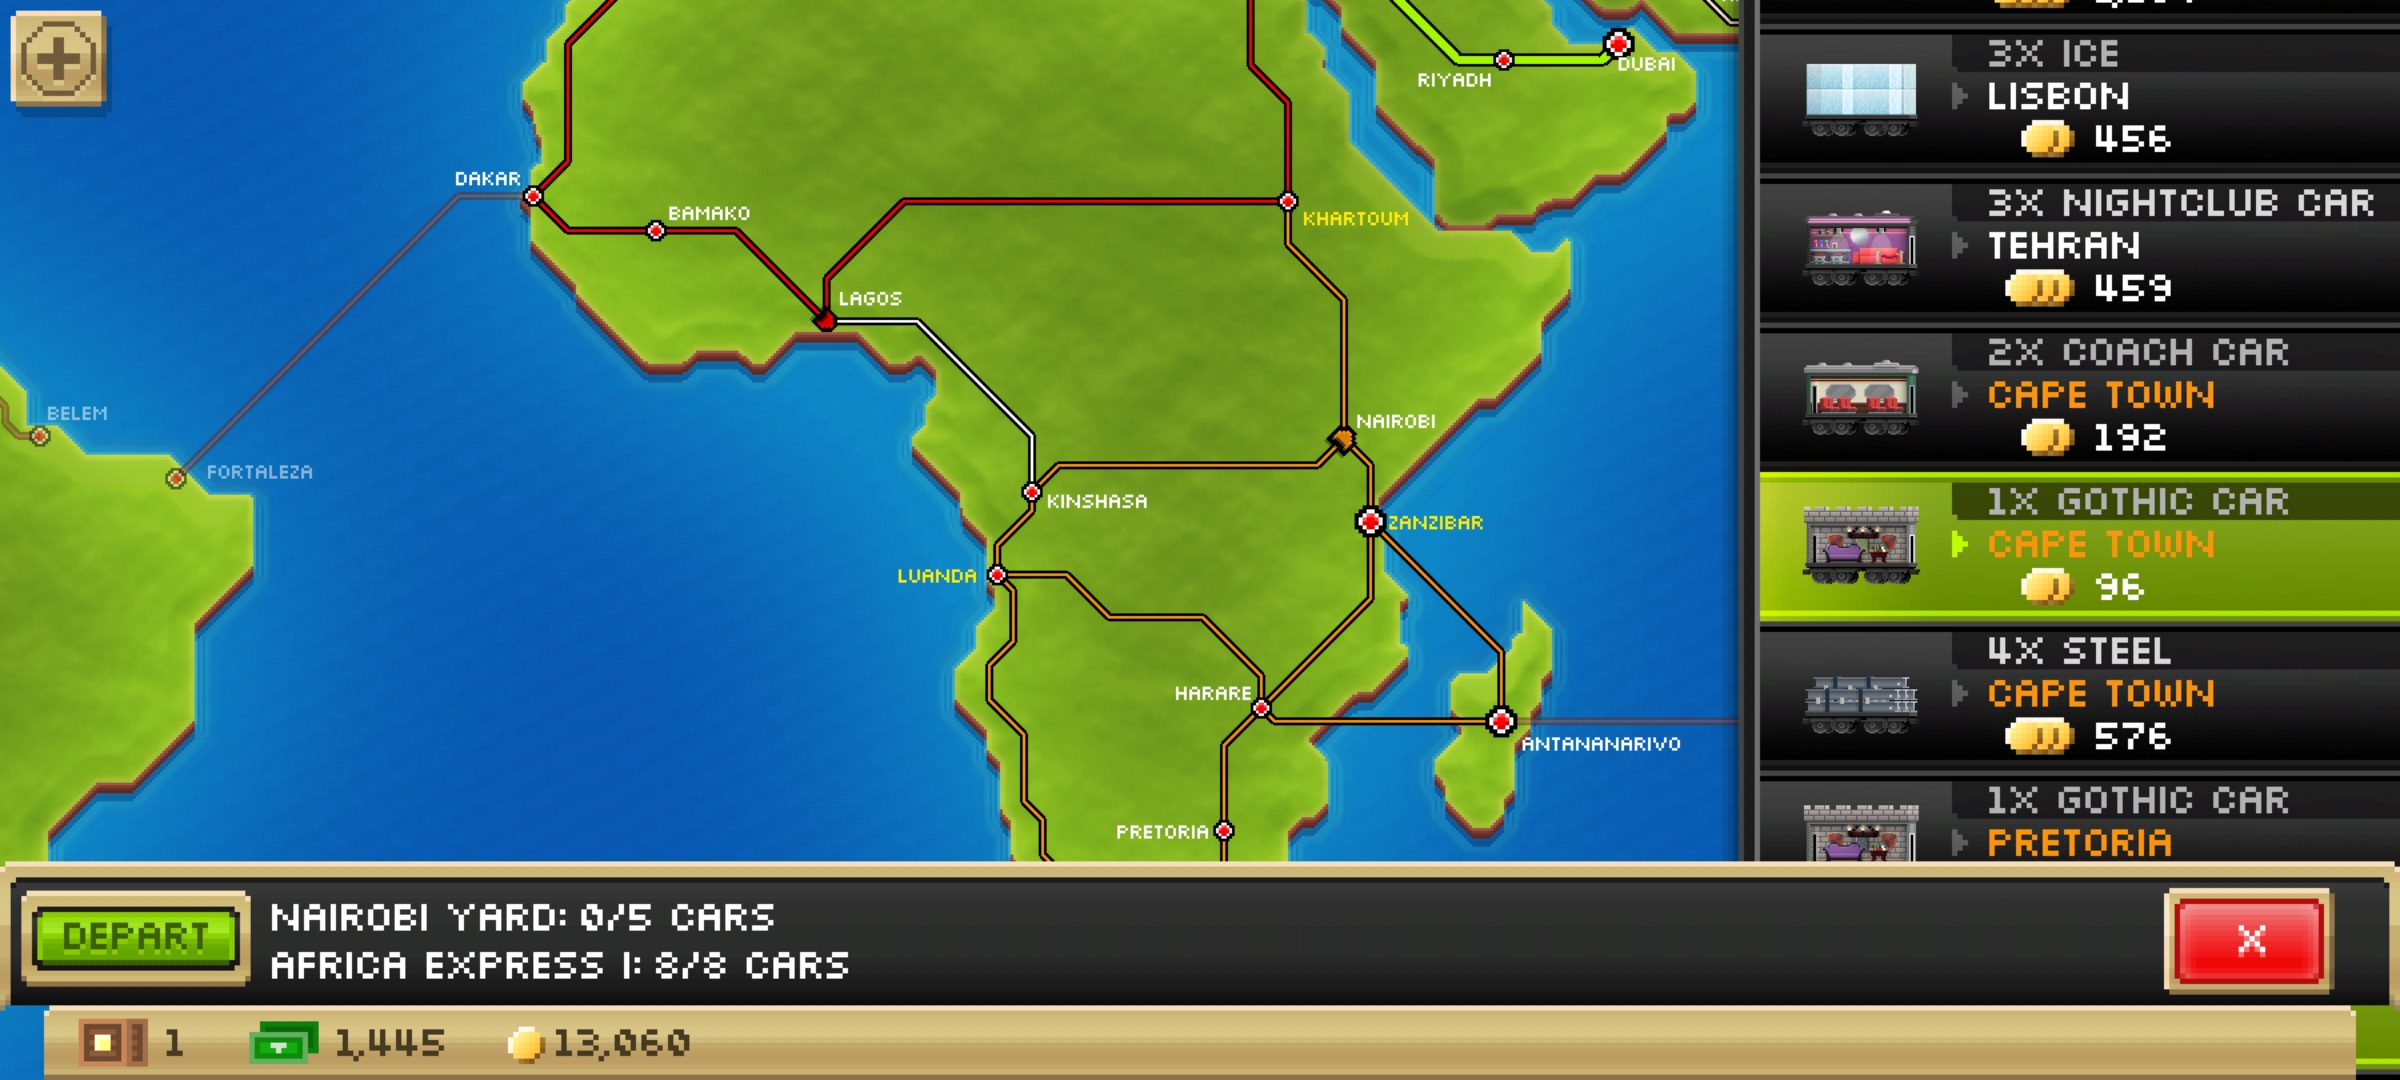 RIYADH
DUBAI
DAKAR
BAMAKO
KHARTOUM
LAGOS
BELEM
FORTALEZA
NAIROBI
KINSHASA
ZANZIBAR
LUANDA
HARARE
ANTANANARIVO
PRETORIA
3X ICE
LISBON
456
3X NIGHTCLUB CAR
TEHRAN
459
2X COACH CAR
CAPE TOWN
192
1X GOTHIC CAR
CAPE TOWN
96
4X STEEL
CAPE TOWN
576
1X GOTHIC CAR
PRETORIA
DEPART
NAIROBI YARD: 0/5 CARS
AFRICA EXPRESS I: 8/8 CARS
X
1
1,445
13,060